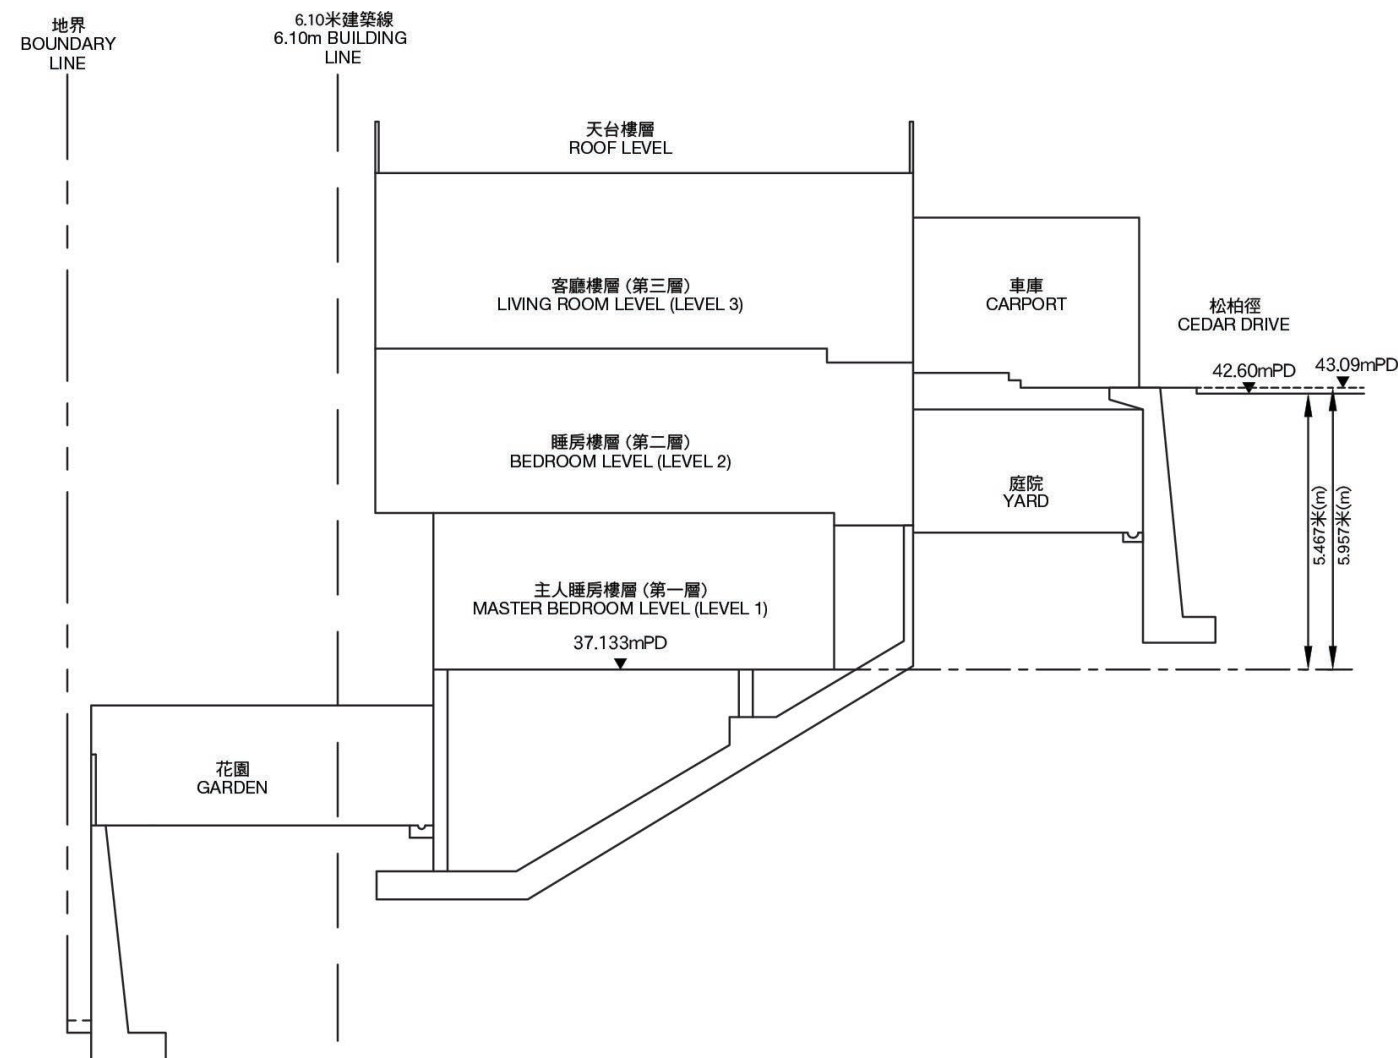 地界
BOUNDARY
LINE
6.10米建築線
6.10m BUILDING
LINE
天台樓層
ROOF LEVEL
客廳樓層 (第三層)
LIVING ROOM LEVEL (LEVEL 3)
車庫
CARPORT
松柏徑
CEDAR DRIVE
42.60mPD
43.09mPD
睡房樓層 (第二層)
BEDROOM LEVEL (LEVEL 2)
庭院
YARD
5.467米(m)
5.957米(m)
主人睡房樓層 (第一層)
MASTER BEDROOM LEVEL (LEVEL 1)
37.133mPD
花園
GARDEN